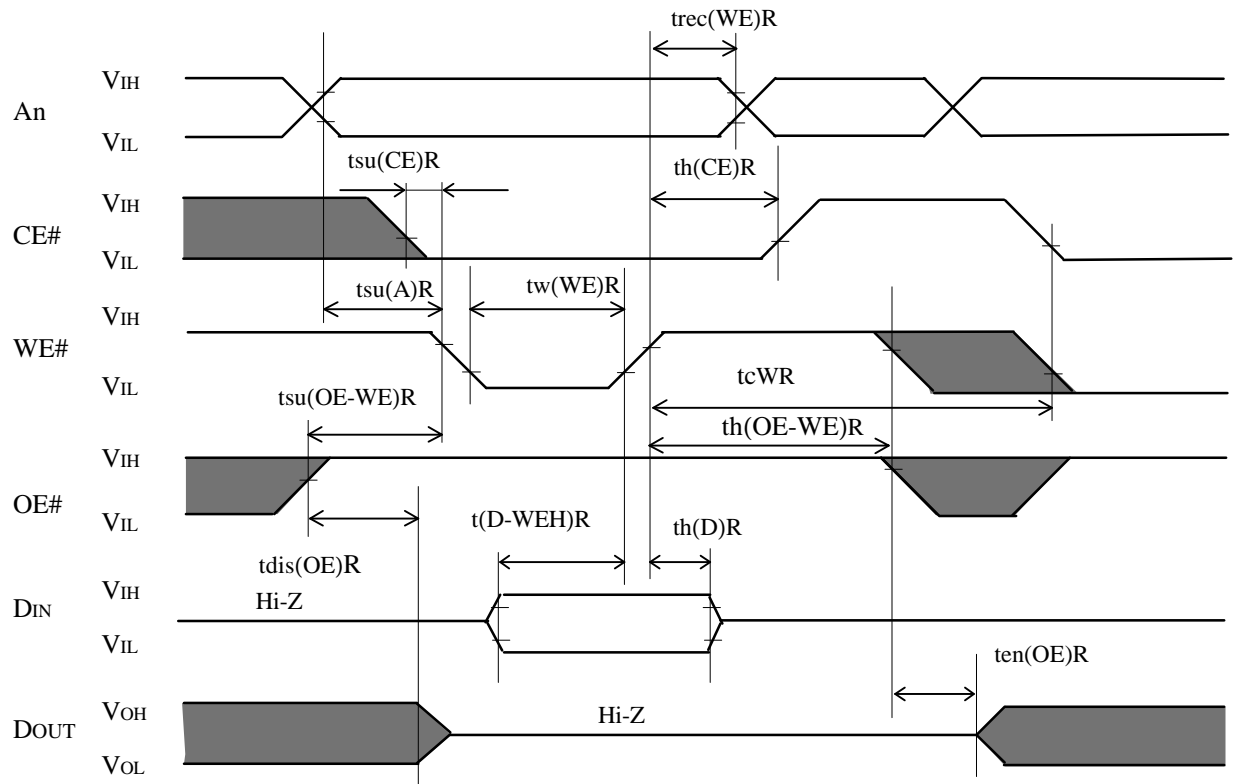 trec(WE)R
VIH
An
VIL
tsu(CE)R
th(CE)R
VIH
CE#
VIL
tsu(A)R
tw(WE)R
VIH
WE#
VIL
tcWR
tsu(OE-WE)R
th(OE-WE)R
VIH
OE#
VIL
t(D-WEH)R
th(D)R
tdis(OE)R
VIH
Hi-Z
DIN
VIL
ten(OE)R
VOH
Hi-Z
DOUT
VOL